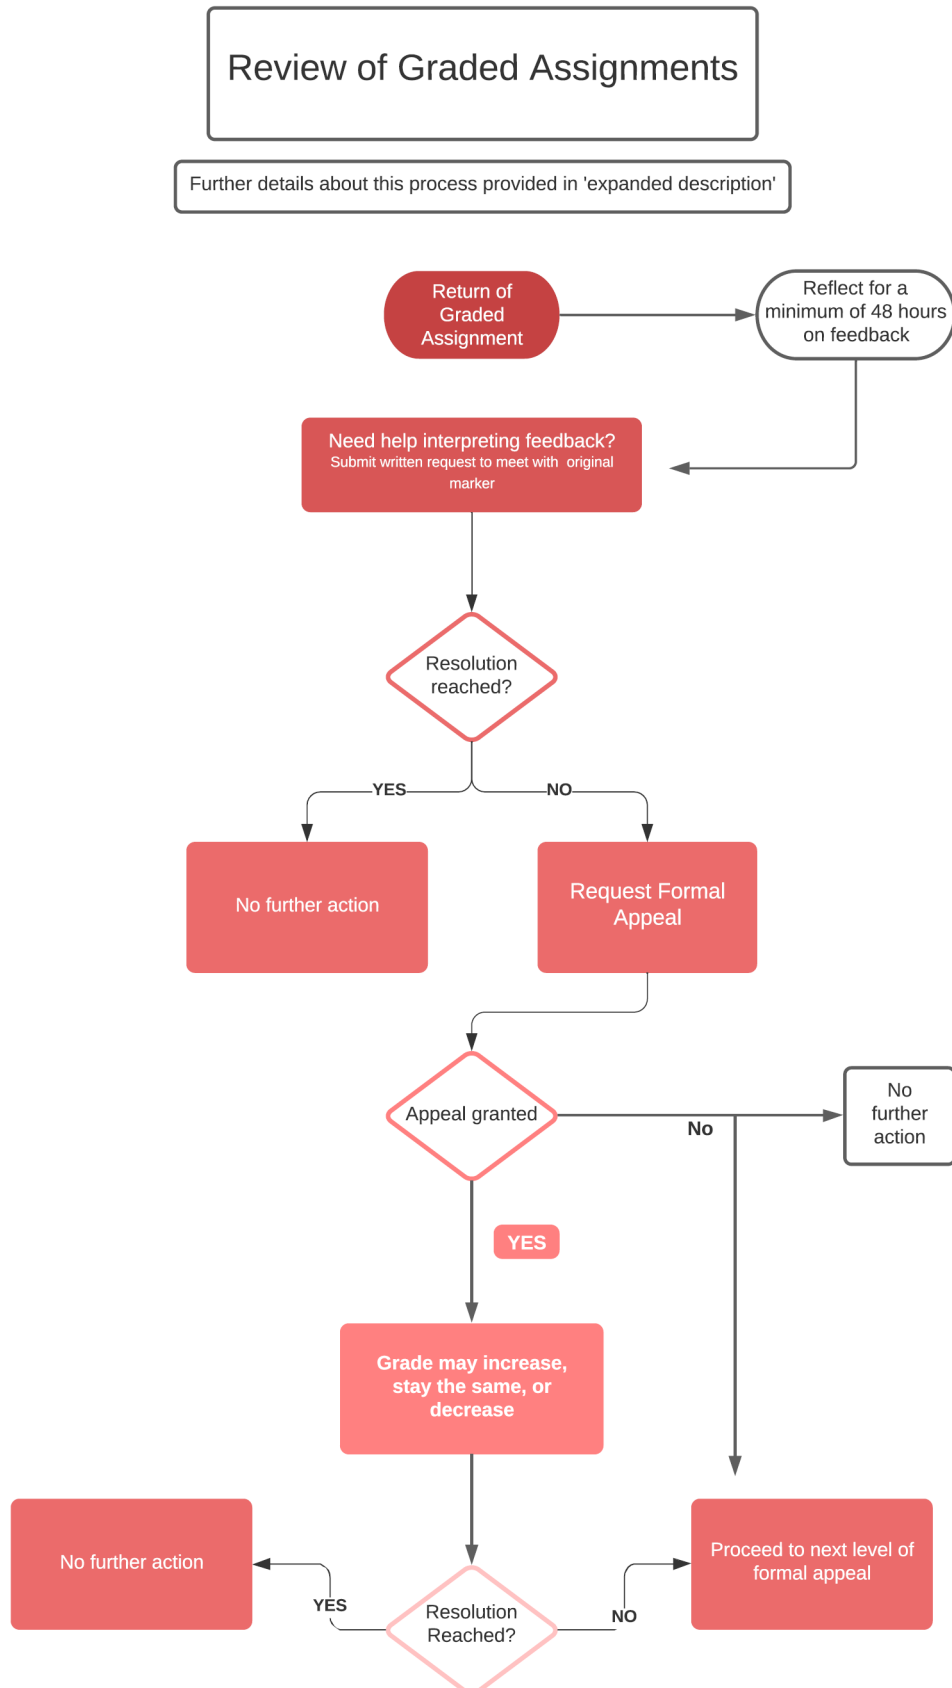 Review of Graded Assignments
Further details about this process provided in 'expanded description'
Return of
Graded
Assignment
Reflect for a
minimum of 48 hours
on feedback
Need help interpreting feedback?
Submit written request to meet with original
marker
Resolution
reached?
YES
NO
No further action
Request Formal
Appeal
Appeal granted
No
No
further
action
YES
Grade may increase,
stay the same, or
decrease
No further action
Proceed to next level of
formal appeal
YES
Resolution
Reached?
NO